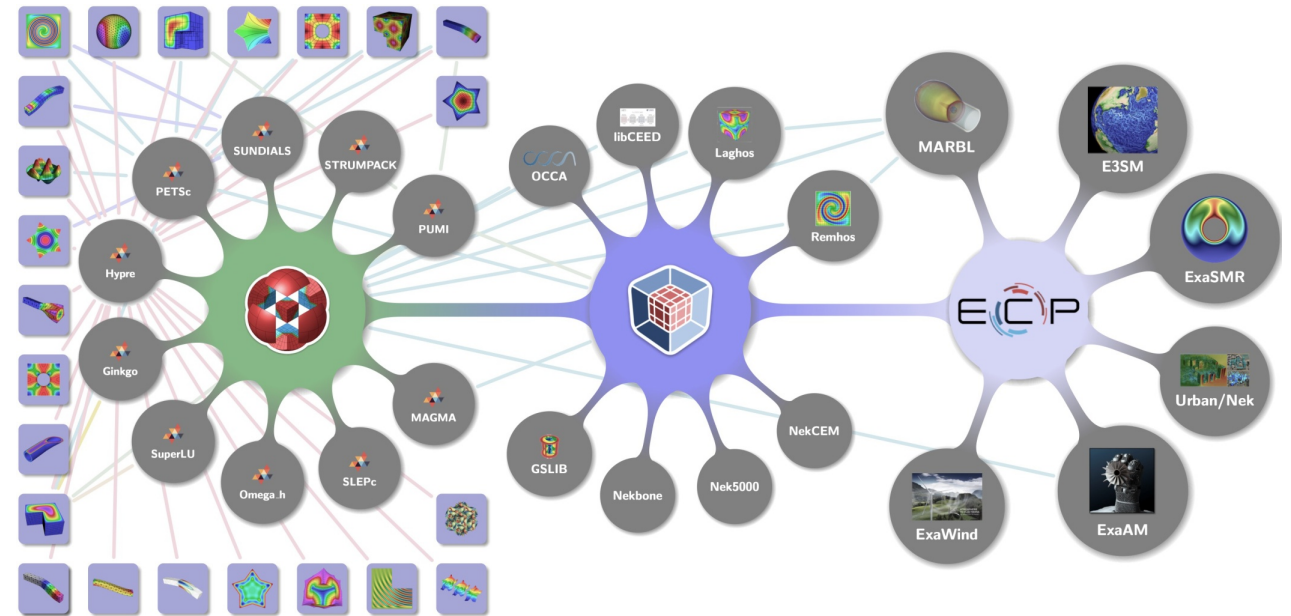 SUNDIALS
STRUMPACK
PETSc
PUMI
Hypre
Ginkgo
MAGMA
SuperLU
SLEPc
Omega_h
libCEED
Laghos
OCCA
Remhos
GSLIB
NekCEM
Nekbone
Nek5000
MARBL
E3SM
ExaSMR
ECP
Urban/Nek
ExaWind
ExaAM